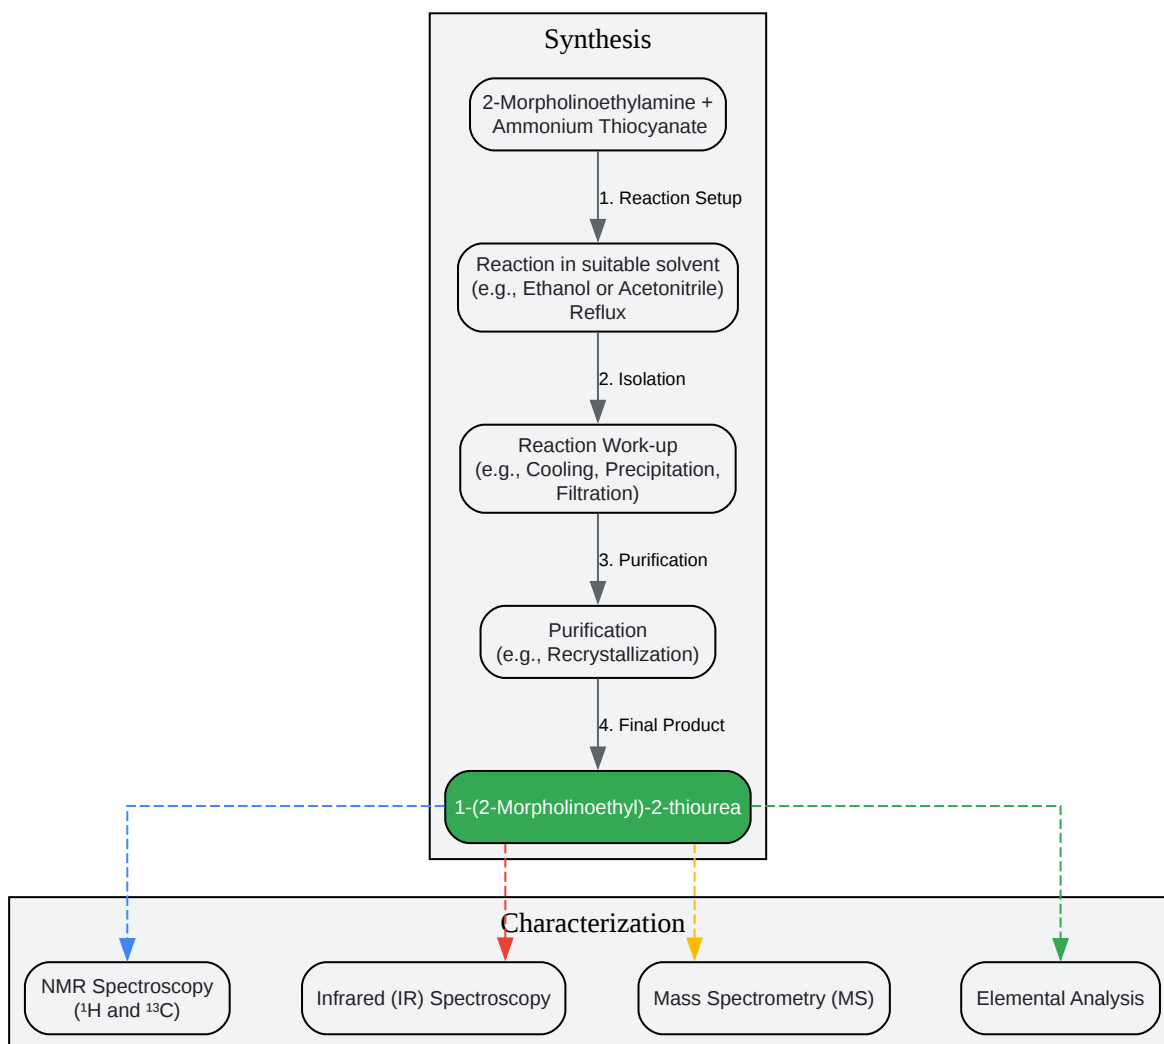 Synthesis
2-Morpholinoethylamine +
Ammonium Thiocyanate
1. Reaction Setup
Reaction in suitable solvent
(e.g., Ethanol or Acetonitrile)
Reflux
2. Isolation
Reaction Work-up
(e.g., Cooling, Precipitation,
Filtration)
3. Purification
Purification
(e.g., Recrystallization)
4. Final Product
1-(2-Morpholinoethyl)-2-thiourea
Characterization
NMR Spectroscopy
(¹H and ¹³C)
Infrared (IR) Spectroscopy
Mass Spectrometry (MS)
Elemental Analysis